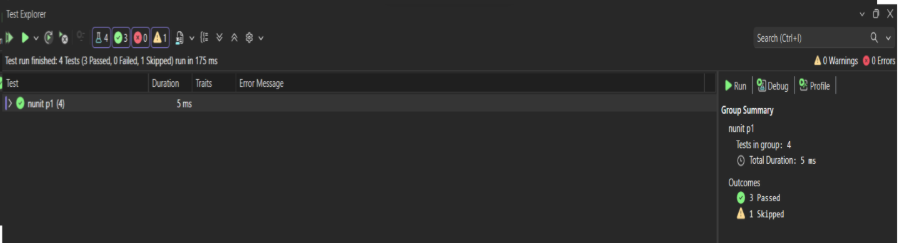 Test Explorer
4 3 0 1
Search (Ctrl+I)
Test run finished: 4 Tests (3 Passed, 0 Failed, 1 Skipped) run in 175 ms
0 Warnings 0 Errors
Test Duration Traits Error Message
nunit p1 (4) 5 ms
Run Debug Profile
Group Summary
nunit p1
Tests in group: 4
Total Duration: 5 ms
Outcomes
3 Passed
1 Skipped